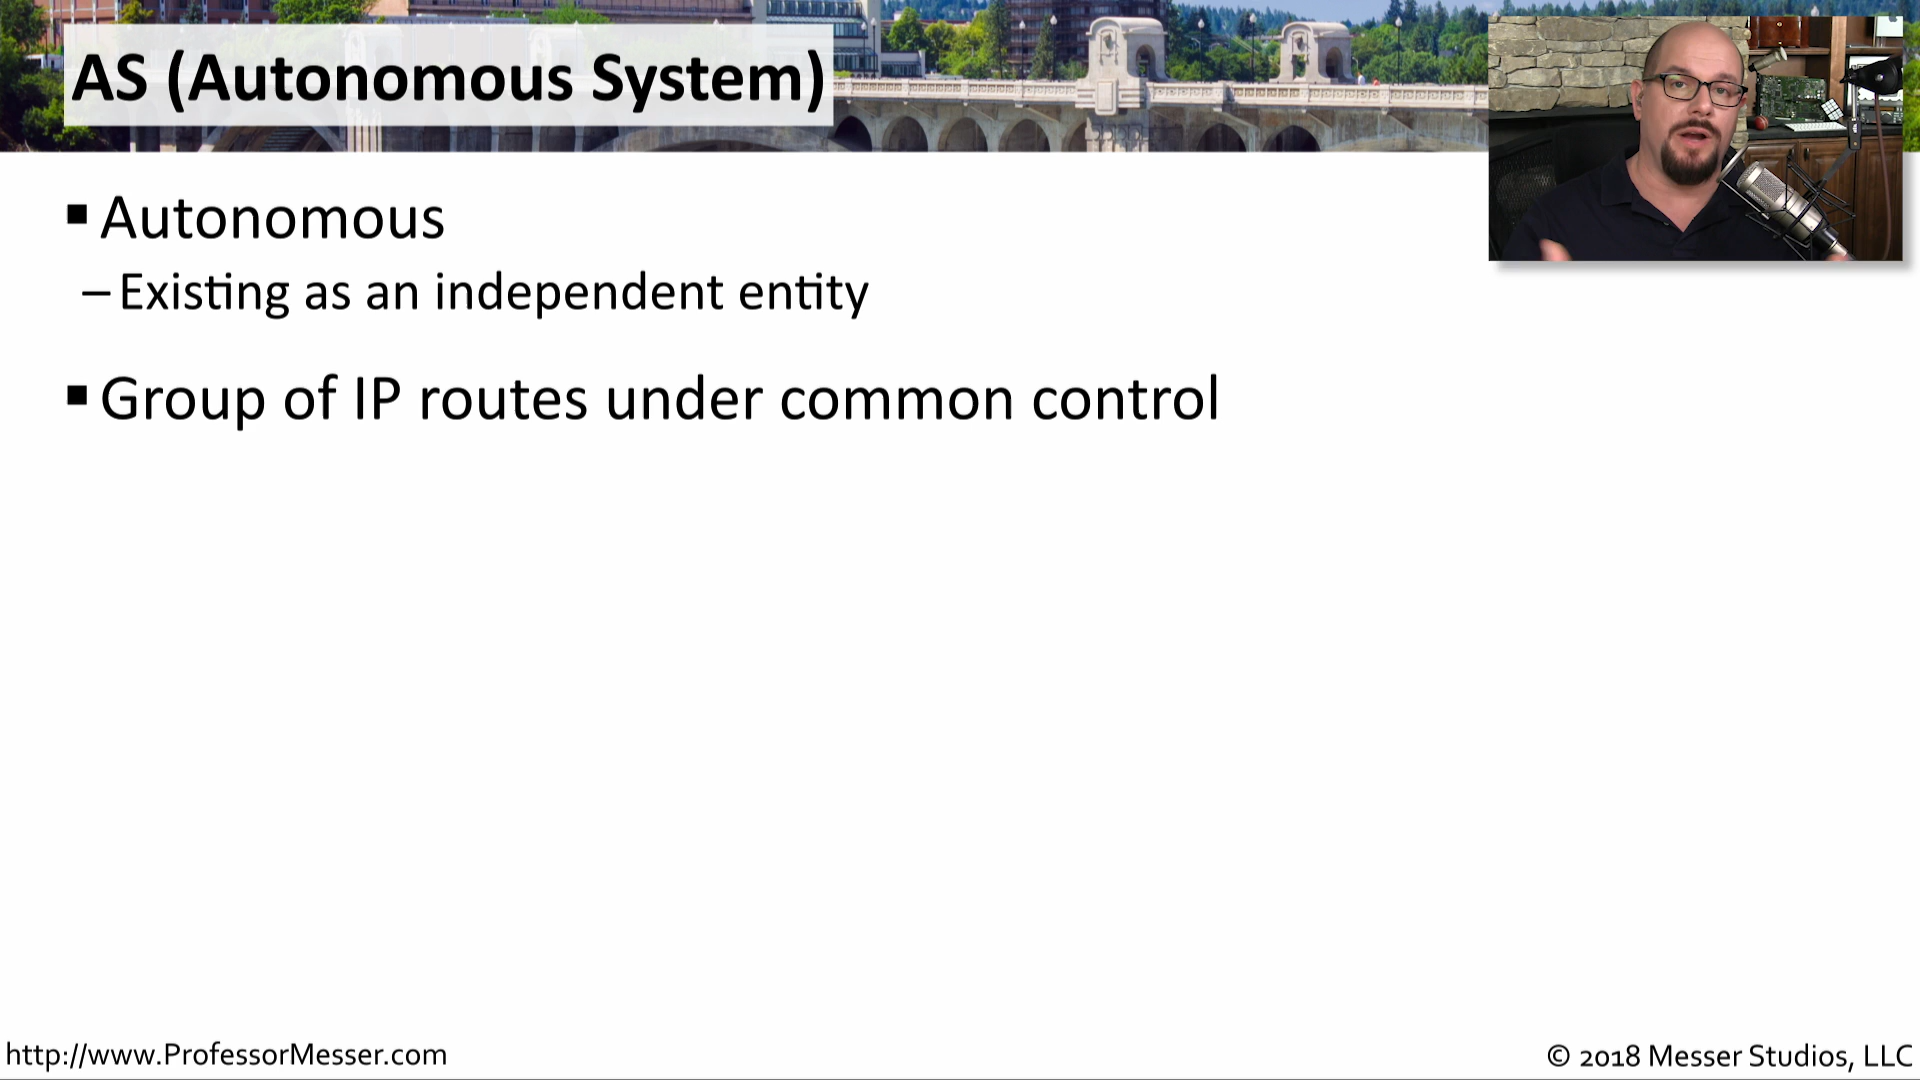 AS (Autonomous System)
▪ Autonomous
– Existing as an independent entity
▪ Group of IP routes under common control
http://www.ProfessorMesser.com
© 2018 Messer Studios, LLC